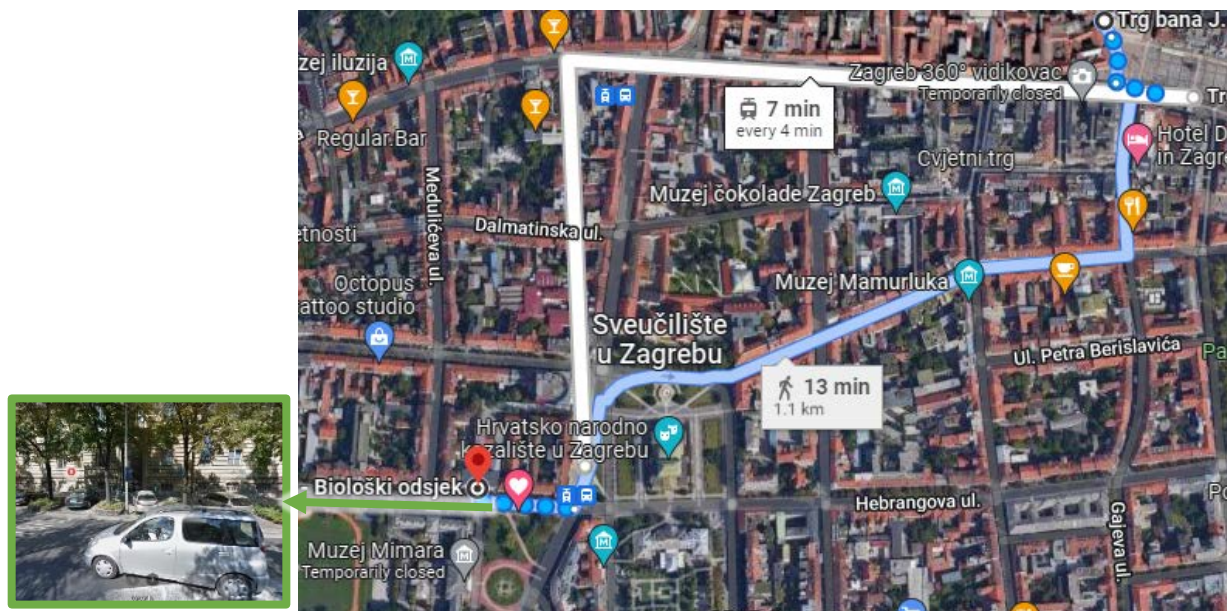 Trg bana J.
zej iluzija
Zagreb 360° vidikovac
Temporarily closed
7 min
every 4 min
Regular Bar
Hotel D
in Zagr
Cvjetni trg
Medulićeva ul.
Muzej čokolade Zagreb
etnosti
Dalmatinska ul.
Octopus
attoo studio
Muzej Mamurluka
Sveučilište
u Zagrebu
Ul. Petra Berislavića
13 min
1.1 km
Hrvatsko narodno
kazalište u Zagrebu
Biološki odsjek
Hebrangova ul.
Gajeva ul.
Muzej Mimara
Temporarily closed